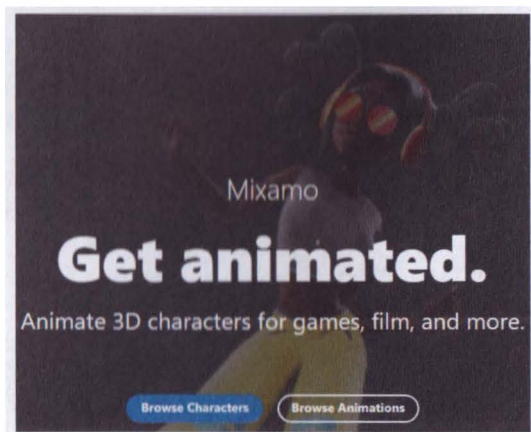 Mixamo
Get animated.
Animate 3D characters for games, film, and more.
Browse Characters
Browse Animations